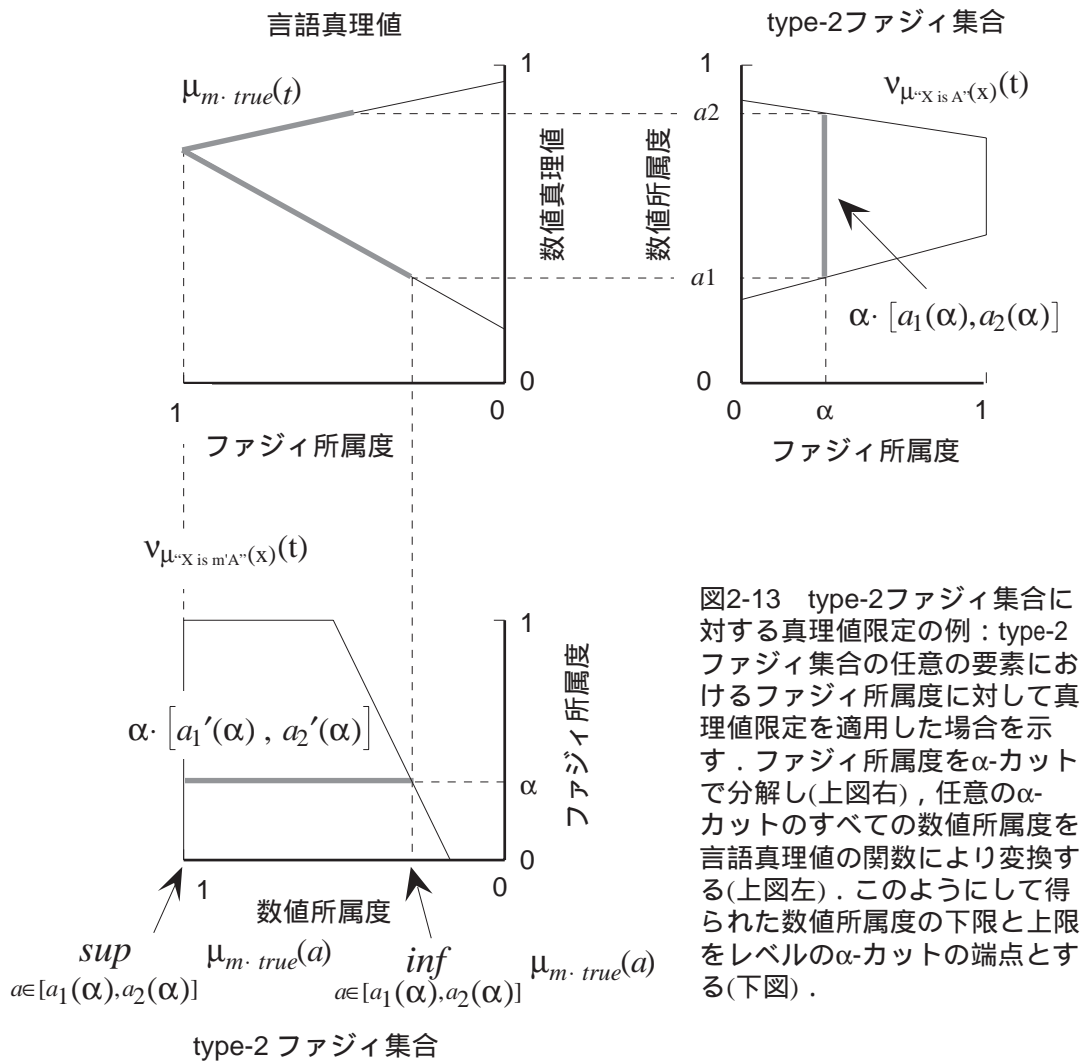 言語真理値
μm· true(t)
1
0
数値真理値
1
0
ファジィ所属度
type-2ファジィ集合
1
νμ“X is A”(x)(t)
a2
数値所属度
a1
α· [a1(α),a2(α)]
0
0
α
1
ファジィ所属度
νμ“X is m'A”(x)(t)
1
α· [a1′(α) , a2′(α)]
α
ファジィ所属度
0
1
0
数値所属度
sup μm· true(a)
a∈[a1(α),a2(α)]
inf μm· true(a)
a∈[a1(α),a2(α)]
type-2 ファジィ集合
図2-13 type-2ファジィ集合に
対する真理値限定の例：type-2
ファジィ集合の任意の要素にお
けるファジィ所属度に対して真
理値限定を適用した場合を示
す．ファジィ所属度をα-カット
で分解し(上図右)，任意のα-
カットのすべての数値所属度を
言語真理値の関数により変換す
る(上図左)．このようにして得
られた数値所属度の下限と上限
をレベルのα-カットの端点とす
る(下図)．